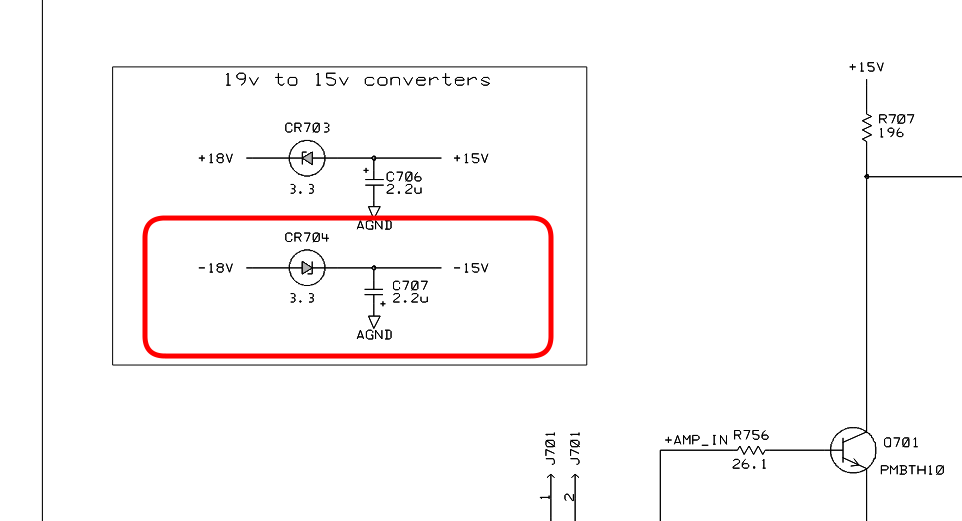 19v to 15v converters
CR703
+18V
+15V
3.3
+
C706
2.2u
AGND
CR704
-18V
-15V
3.3
C707
2.2u
+
AGND
+15V
R707
196
J701
J701
1
2
+AMP_IN
R756
26.1
Q701
PMBTH10